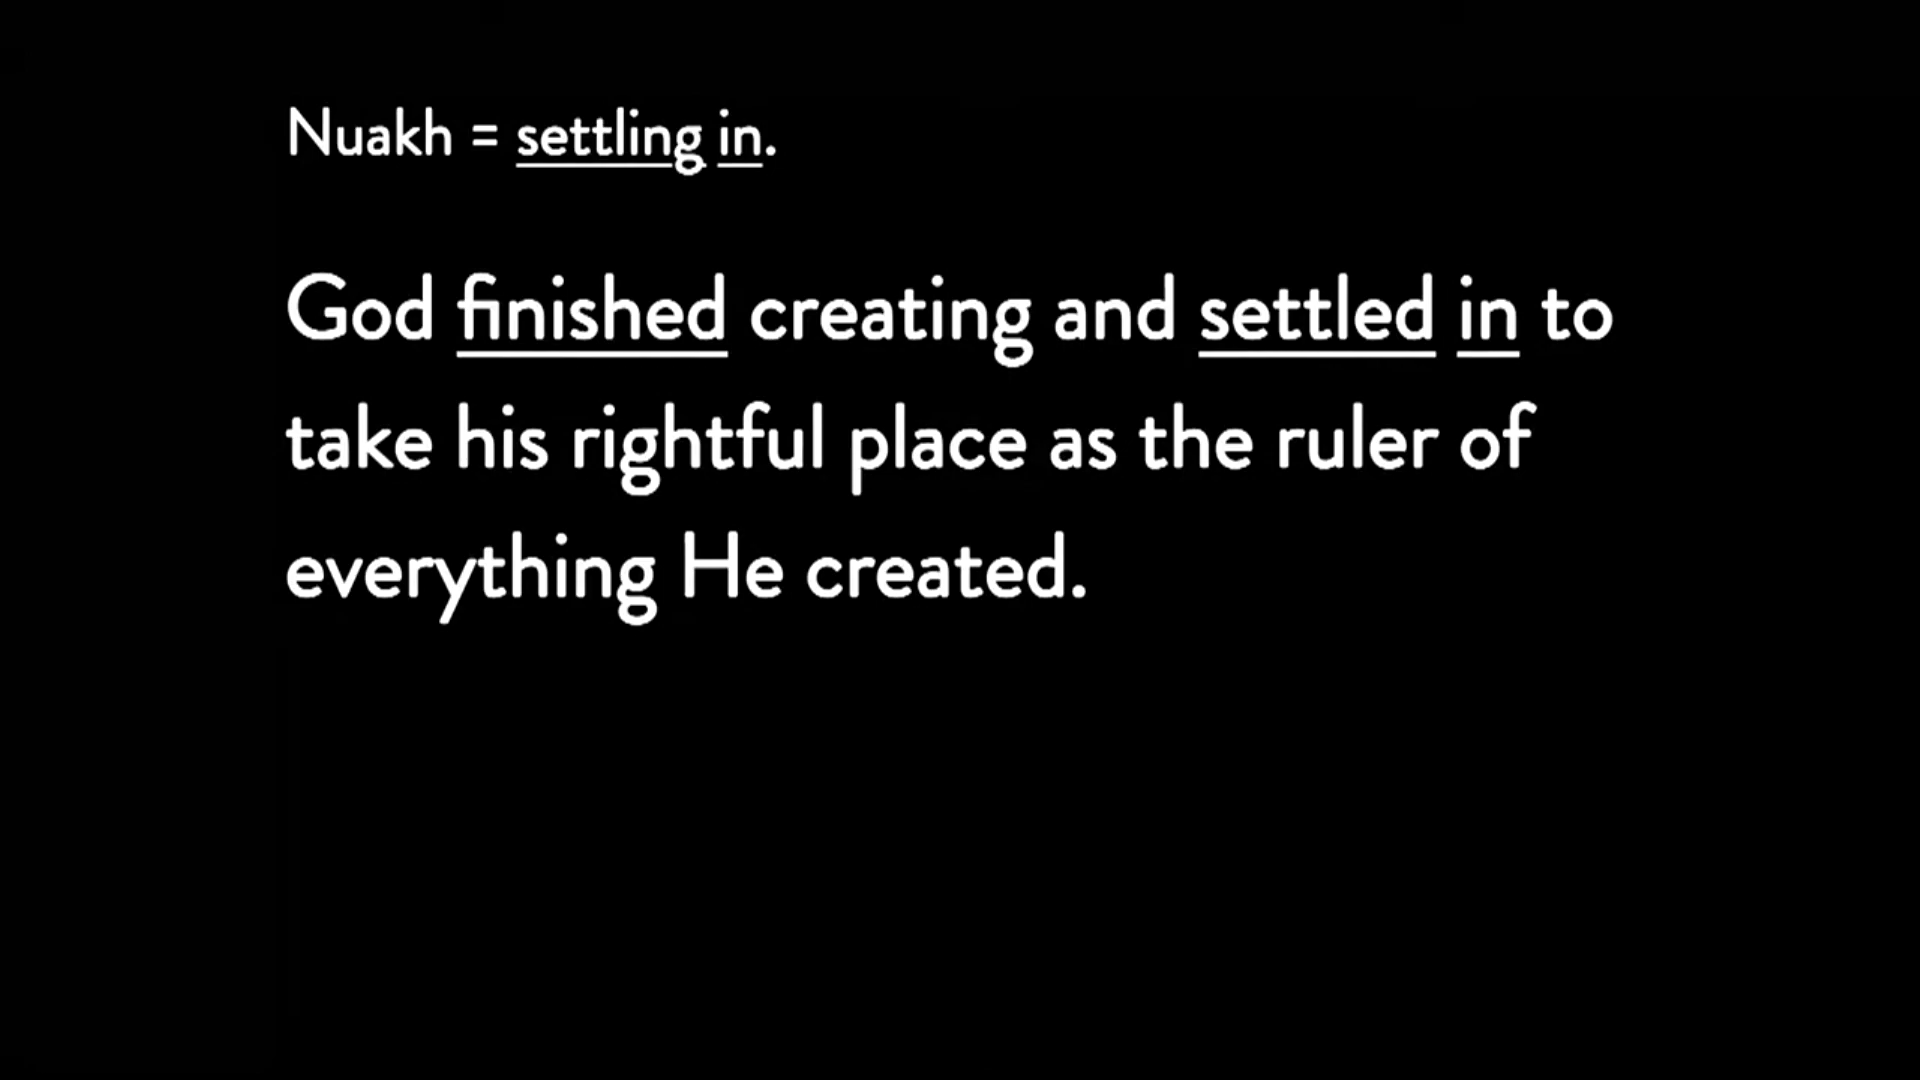 Nuakh = settling in.
God finished creating and settled in to
take his rightful place as the ruler of
everything He created.